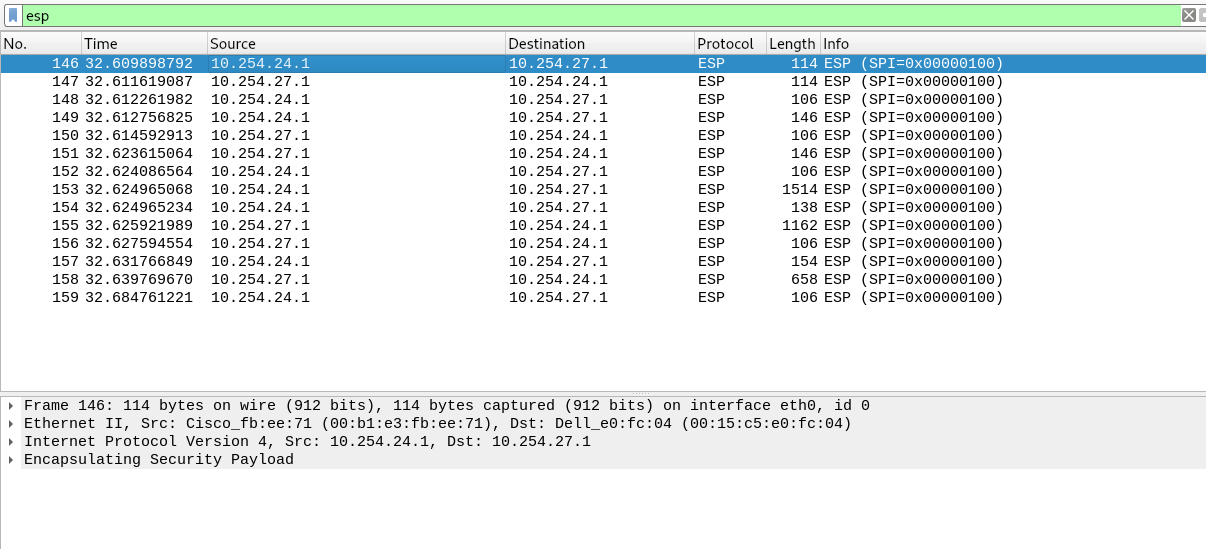 esp
No. Time Source Destination Protocol Length Info
146 32.609898792 10.254.24.1 10.254.27.1 ESP 114 ESP (SPI=0x00000100)
147 32.611619087 10.254.27.1 10.254.24.1 ESP 114 ESP (SPI=0x00000100)
148 32.612261982 10.254.24.1 10.254.27.1 ESP 106 ESP (SPI=0x00000100)
149 32.612756825 10.254.24.1 10.254.27.1 ESP 146 ESP (SPI=0x00000100)
150 32.614592913 10.254.27.1 10.254.24.1 ESP 106 ESP (SPI=0x00000100)
151 32.623615064 10.254.27.1 10.254.24.1 ESP 146 ESP (SPI=0x00000100)
152 32.624086564 10.254.24.1 10.254.27.1 ESP 106 ESP (SPI=0x00000100)
153 32.624965068 10.254.24.1 10.254.27.1 ESP 1514 ESP (SPI=0x00000100)
154 32.624965234 10.254.24.1 10.254.27.1 ESP 138 ESP (SPI=0x00000100)
155 32.625921989 10.254.27.1 10.254.24.1 ESP 1162 ESP (SPI=0x00000100)
156 32.627594554 10.254.27.1 10.254.24.1 ESP 106 ESP (SPI=0x00000100)
157 32.631766849 10.254.24.1 10.254.27.1 ESP 154 ESP (SPI=0x00000100)
158 32.639769670 10.254.27.1 10.254.24.1 ESP 658 ESP (SPI=0x00000100)
159 32.684761221 10.254.24.1 10.254.27.1 ESP 106 ESP (SPI=0x00000100)
Frame 146: 114 bytes on wire (912 bits), 114 bytes captured (912 bits) on interface eth0, id 0
Ethernet II, Src: Cisco_fb:ee:71 (00:b1:e3:fb:ee:71), Dst: Dell_e0:fc:04 (00:15:c5:e0:fc:04)
Internet Protocol Version 4, Src: 10.254.24.1, Dst: 10.254.27.1
Encapsulating Security Payload